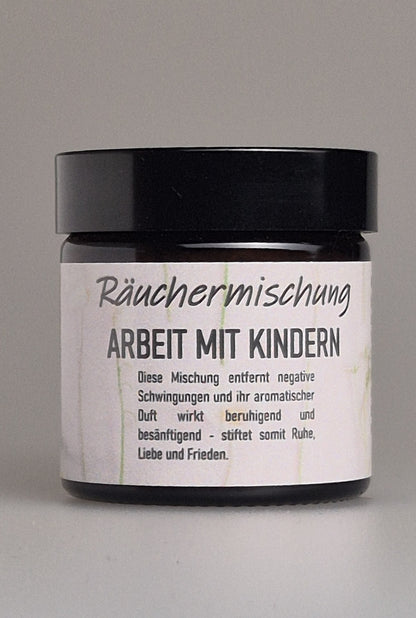 Räuchermischung
ARBEIT MIT KINDERN
Diese Mischung entfernt negative
Schwingungen und ihr aromatischer
Duft wirkt beruhigend und
besänftigend - stiftet somit Ruhe,
Liebe und Frieden.